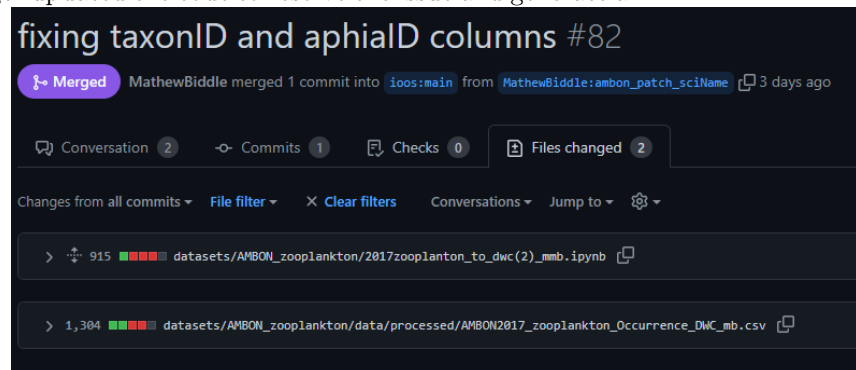 fixing taxonID and aphiaID columns #82
Merged MathewBiddle merged 1 commit into ioos:main from MathewBiddle:ambon_patch_sciName 3 days ago
Conversation 2 Commits 1 Checks 0 Files changed 2
Changes from all commits File filter Clear filters Conversations Jump to
915 datasets/AMBON_zooplankton/2017zooplanton_to_dwc(2)_mmb.ipynb
1,304 datasets/AMBON_zooplankton/data/processed/AMBON2017_zooplankton_Occurrence_DWC_mb.csv